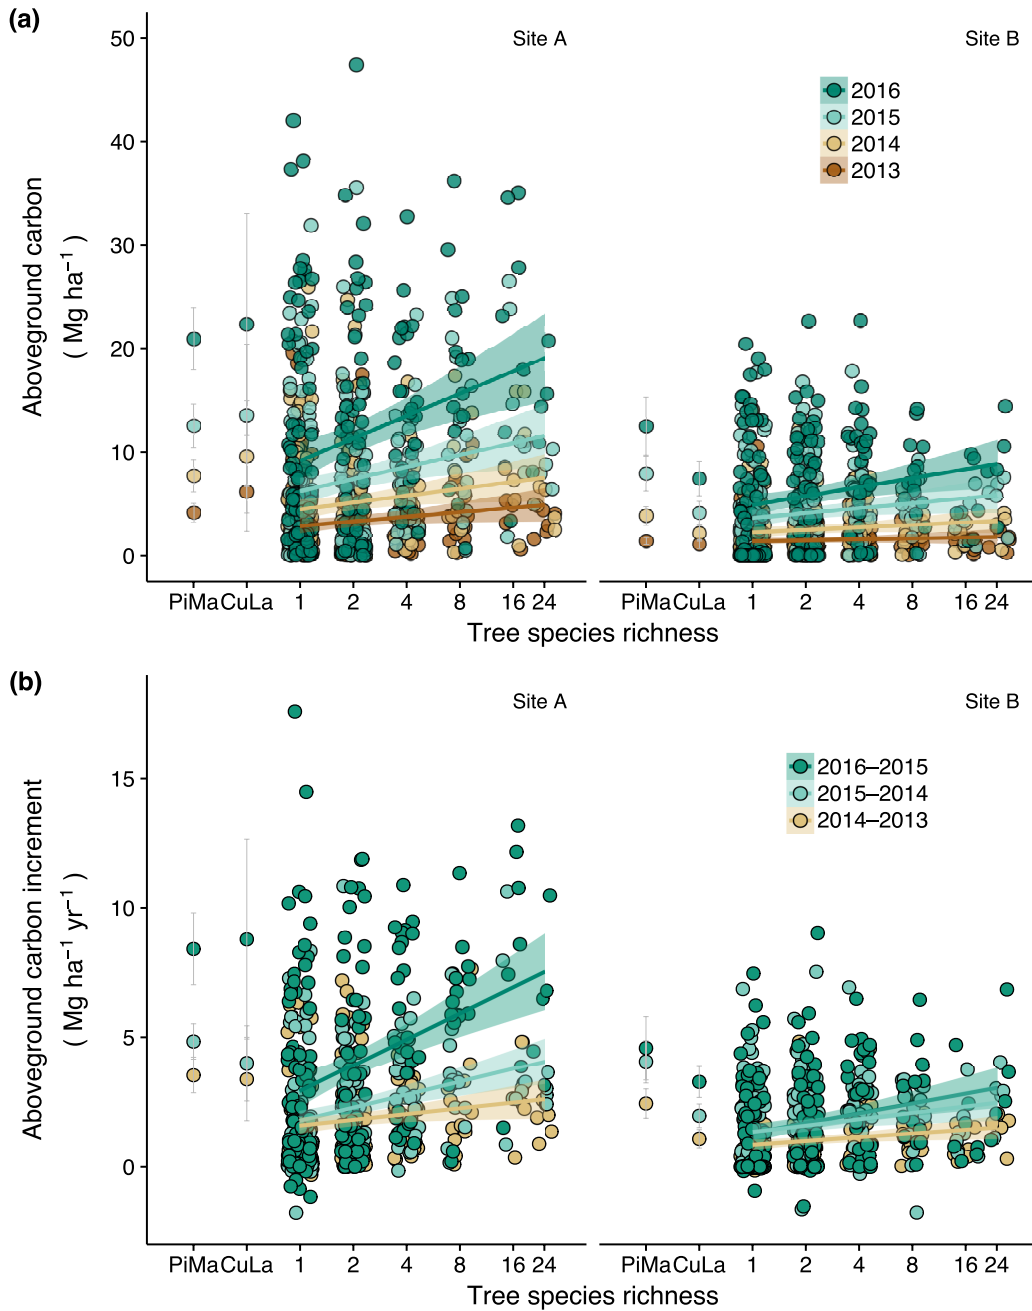 (a)
Site A
Site B
50
40
30
20
10
0
Aboveground carbon
( Mg ha⁻¹ )
2016
2015
2014
2013
PiMa CuLa 1 2 4 8 16 24
PiMa CuLa 1 2 4 8 16 24
Tree species richness
(b)
Site A
Site B
15
10
5
0
Aboveground carbon increment
( Mg ha⁻¹ yr⁻¹ )
2016–2015
2015–2014
2014–2013
PiMa CuLa 1 2 4 8 16 24
PiMa CuLa 1 2 4 8 16 24
Tree species richness